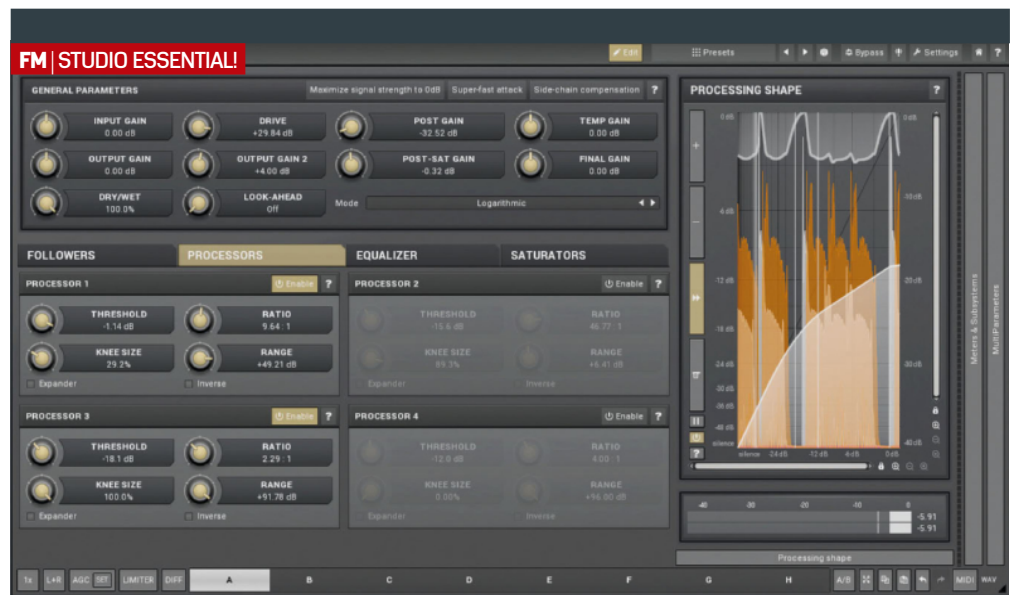 FM | STUDIO ESSENTIAL!
Edit Presets Bypass Settings ?
GENERAL PARAMETERS Maximize signal strength to 0dB Super-fast attack Side-chain compensation ?
INPUT GAIN DRIVE POST GAIN TEMP GAIN
0.00 dB +29.84 dB -32.52 dB 0.00 dB
OUTPUT GAIN OUTPUT GAIN 2 POST-SAT GAIN FINAL GAIN
0.00 dB +4.00 dB -0.32 dB 0.00 dB
DRY/WET LOOK-AHEAD
100.0% Off
Mode Logarithmic
FOLLOWERS PROCESSORS EQUALIZER SATURATORS
PROCESSOR 1 Enable ?
THRESHOLD RATIO
-1.14 dB 9.64 : 1
KNEE SIZE RANGE
29.2% +49.21 dB
Expander Inverse
PROCESSOR 2 Enable ?
THRESHOLD RATIO
-15.6 dB 46.77 : 1
KNEE SIZE RANGE
89.3% +6.41 dB
Expander Inverse
PROCESSOR 3 Enable ?
THRESHOLD RATIO
-18.1 dB 2.29 : 1
KNEE SIZE RANGE
100.0% +91.78 dB
Expander Inverse
PROCESSOR 4 Enable ?
THRESHOLD RATIO
-12.0 dB 4.00 : 1
KNEE SIZE RANGE
0.00% +96.00 dB
Expander Inverse
PROCESSING SHAPE ?
0 dB 0 dB
-10 dB
-6 dB
-12 dB -20 dB
-18 dB
-24 dB -30 dB
-30 dB
-36 dB
-48 dB
silence -40 dB
silence -24 dB -12 dB -6 dB 0 dB
?
-40 -30 -20 -10 0
-5.91
-5.91
Processing shape
Meters & Subsystems
MultiParameters
1x L+R AGC SET LIMITER DIFF A B C D E F G H A/B MIDI WAV